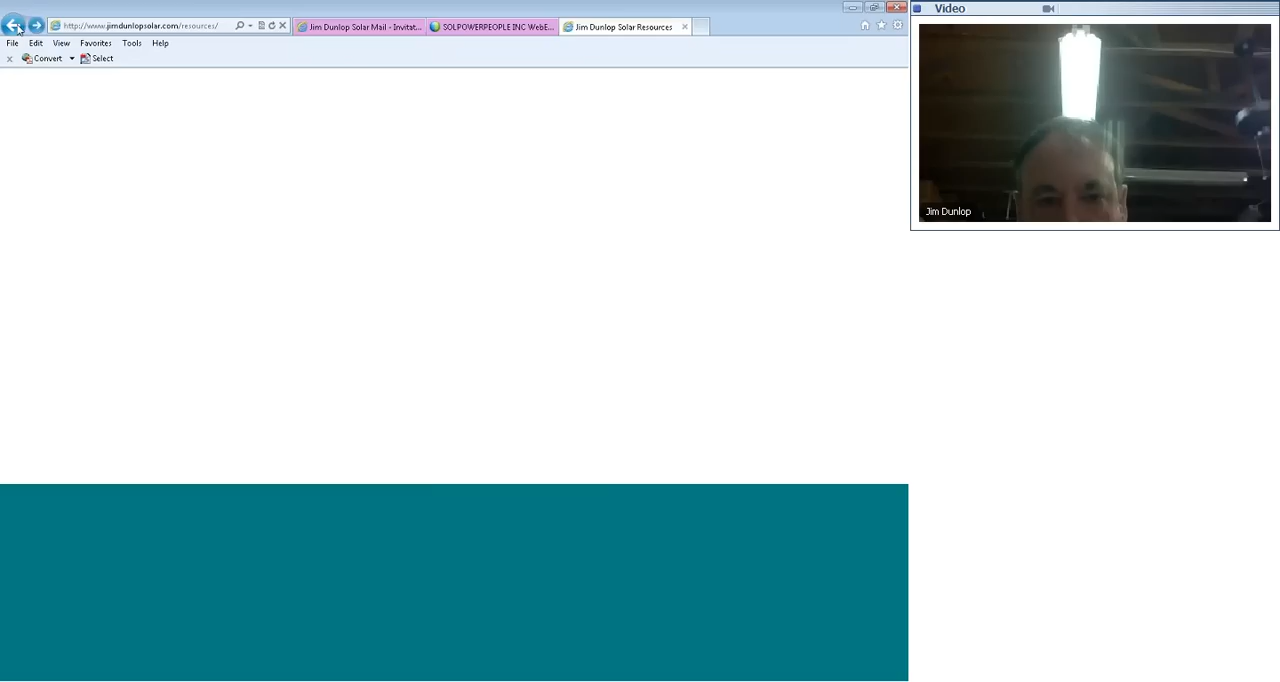 http://www.jimdunlopsolar.com/resources/
Jim Dunlop Solar Mail - Invitat...
SOLPOWERPEOPLE INC WebE...
Jim Dunlop Solar Resources
Video
File Edit View Favorites Tools Help
Convert Select
Jim Dunlop